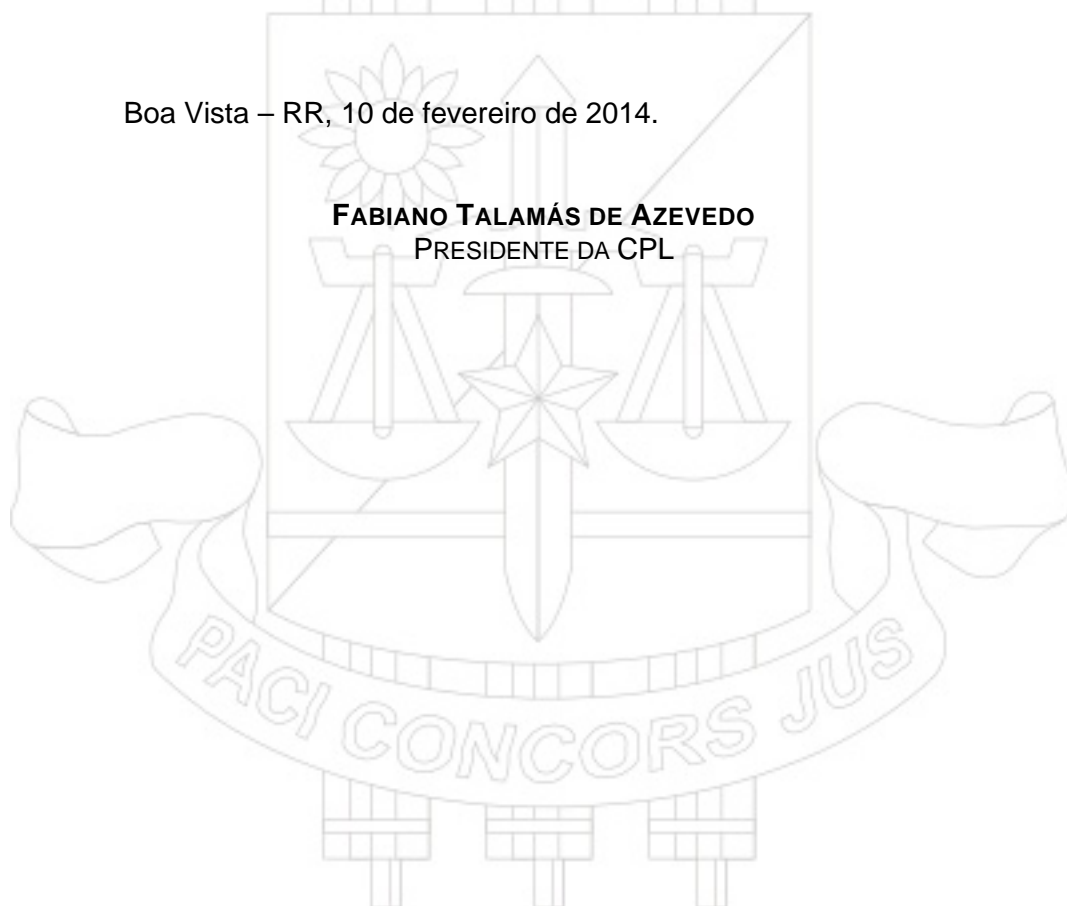 Boa Vista – RR, 10 de fevereiro de 2014.
FABIANO TALAMÁS DE AZEVEDO
PRESIDENTE DA CPL
PACI CONCORS JUS